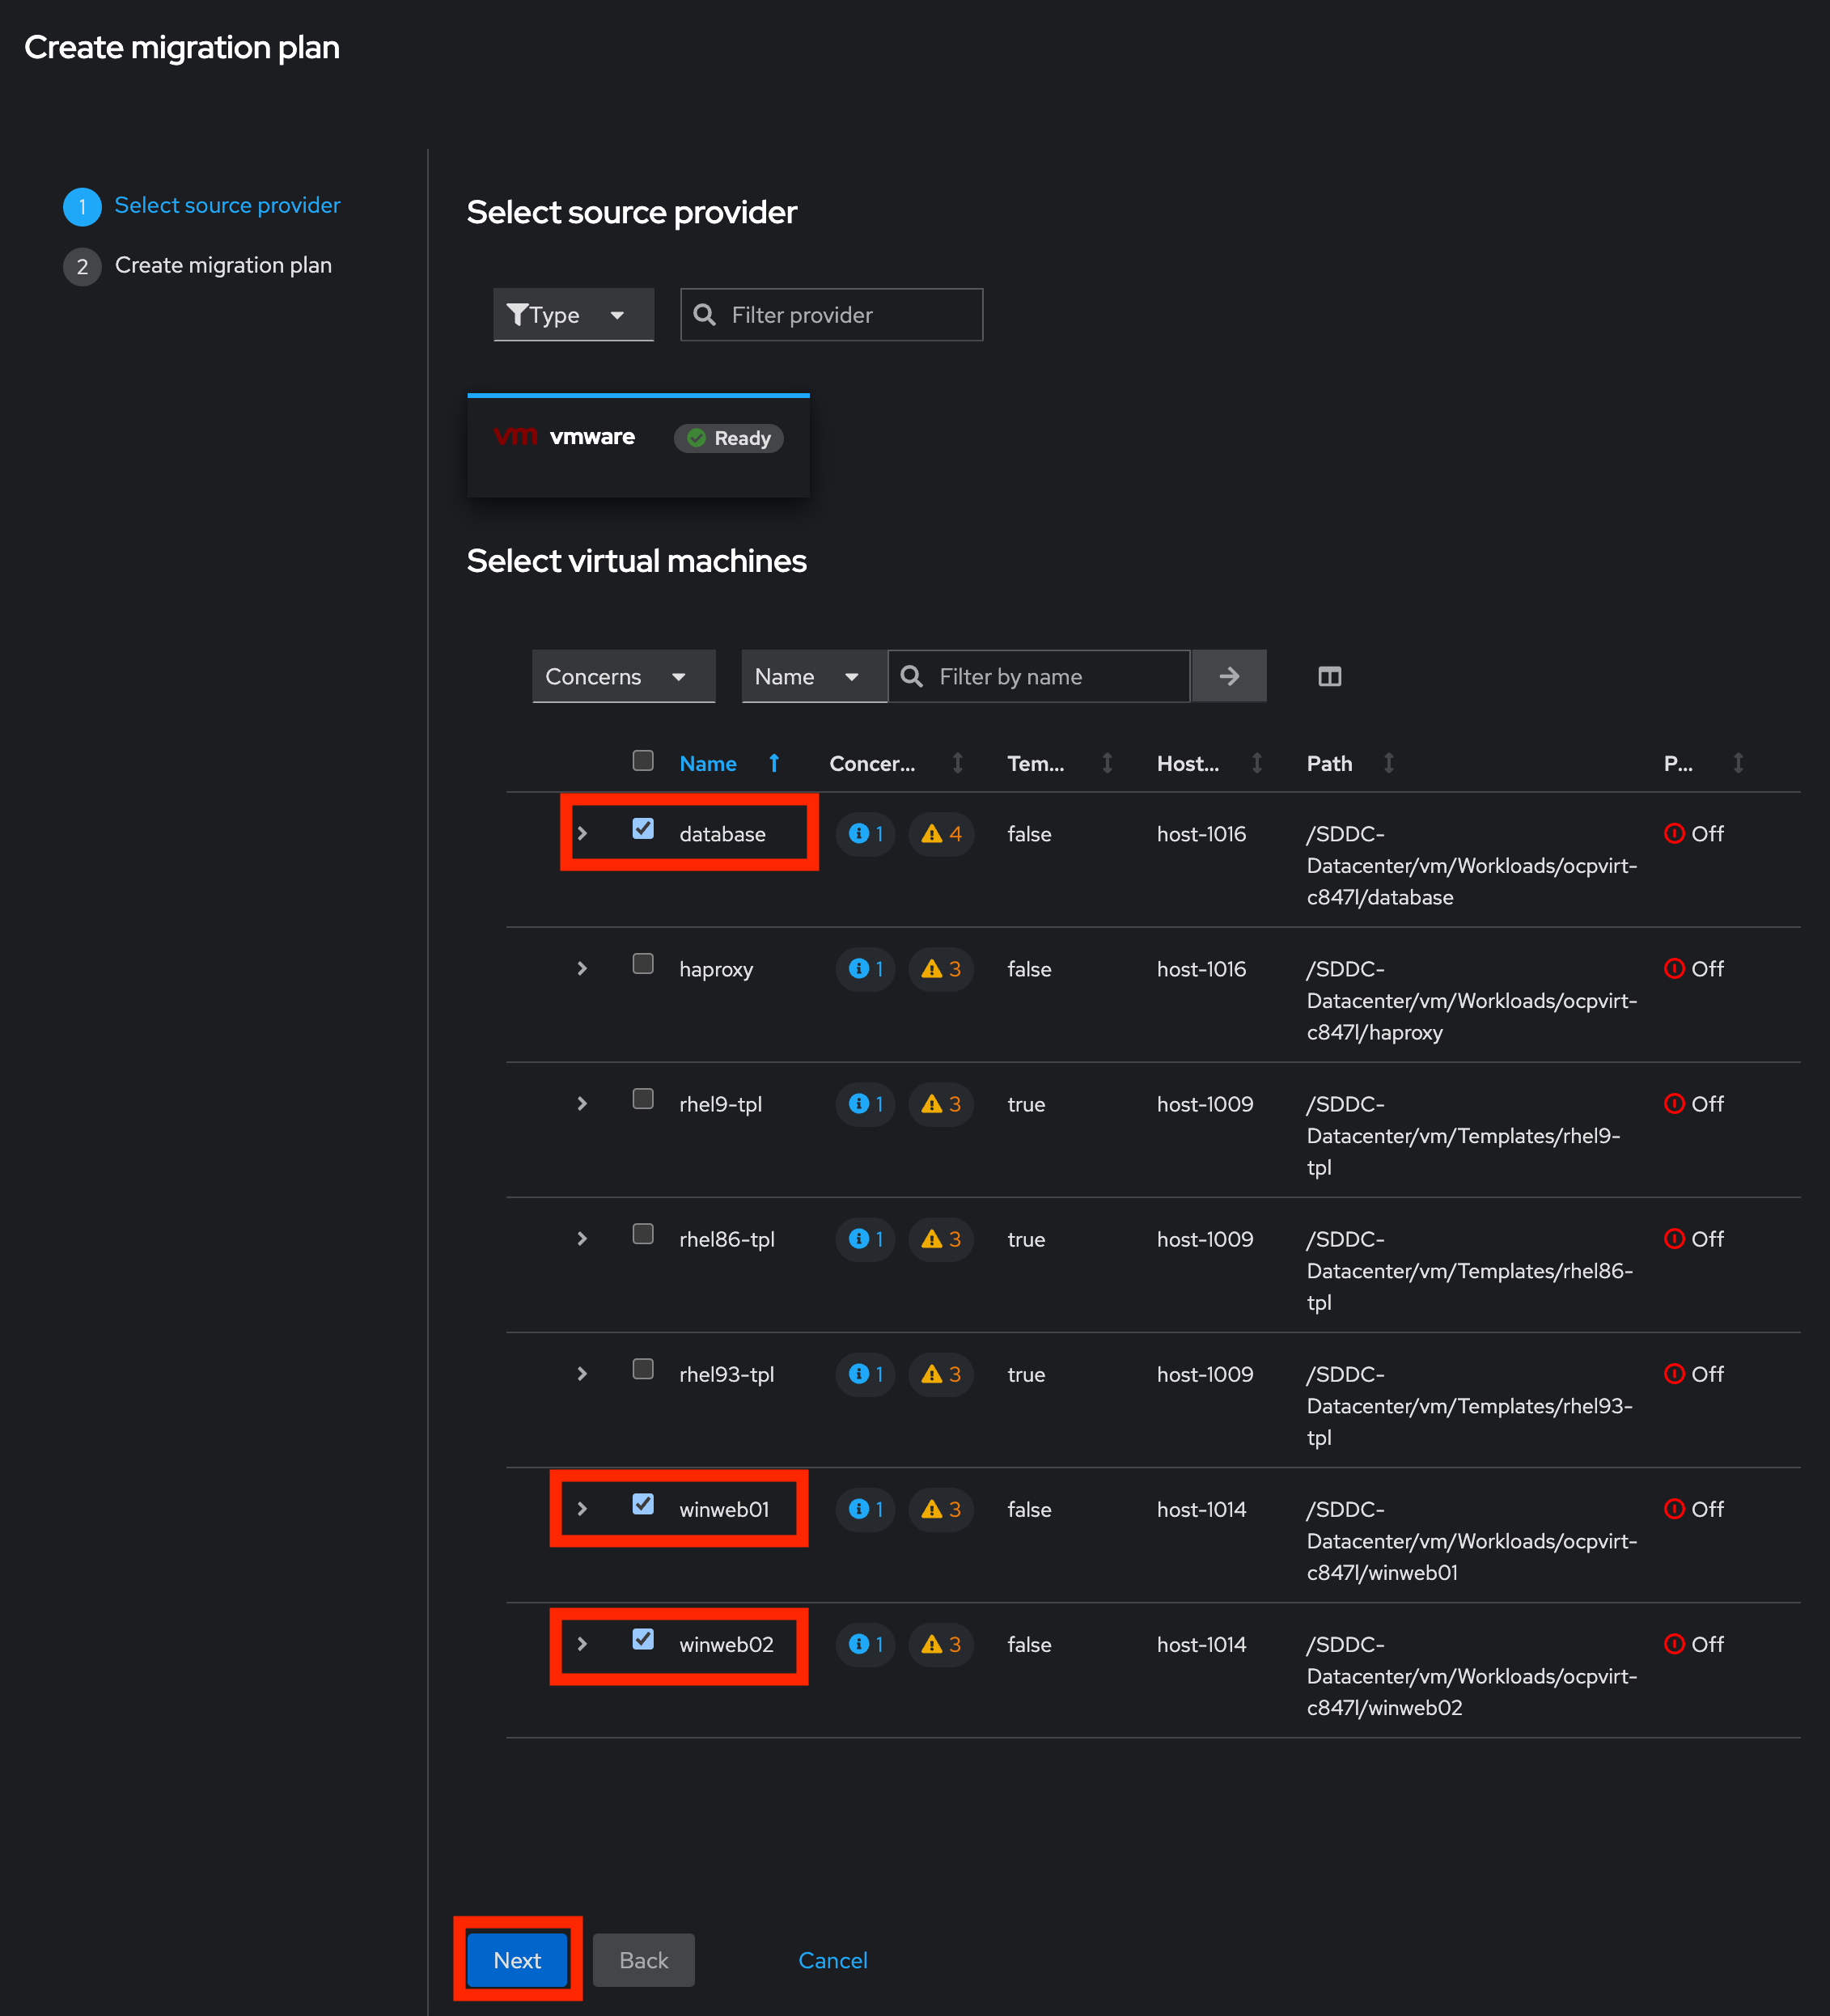 Create migration plan
1 Select source provider
2 Create migration plan
Select source provider
Type
Filter provider
vm vmware Ready
Select virtual machines
Concerns Name Filter by name
Name Concer... Tem... Host... Path P...
database 1 4 false host-1016 /SDDC- Off
Datacenter/vm/Workloads/ocpvirt-
c847l/database
haproxy 1 3 false host-1016 /SDDC- Off
Datacenter/vm/Workloads/ocpvirt-
c847l/haproxy
rhel9-tpl 1 3 true host-1009 /SDDC- Off
Datacenter/vm/Templates/rhel9-
tpl
rhel86-tpl 1 3 true host-1009 /SDDC- Off
Datacenter/vm/Templates/rhel86-
tpl
rhel93-tpl 1 3 true host-1009 /SDDC- Off
Datacenter/vm/Templates/rhel93-
tpl
winweb01 1 3 false host-1014 /SDDC- Off
Datacenter/vm/Workloads/ocpvirt-
c847l/winweb01
winweb02 1 3 false host-1014 /SDDC- Off
Datacenter/vm/Workloads/ocpvirt-
c847l/winweb02
Next Back Cancel